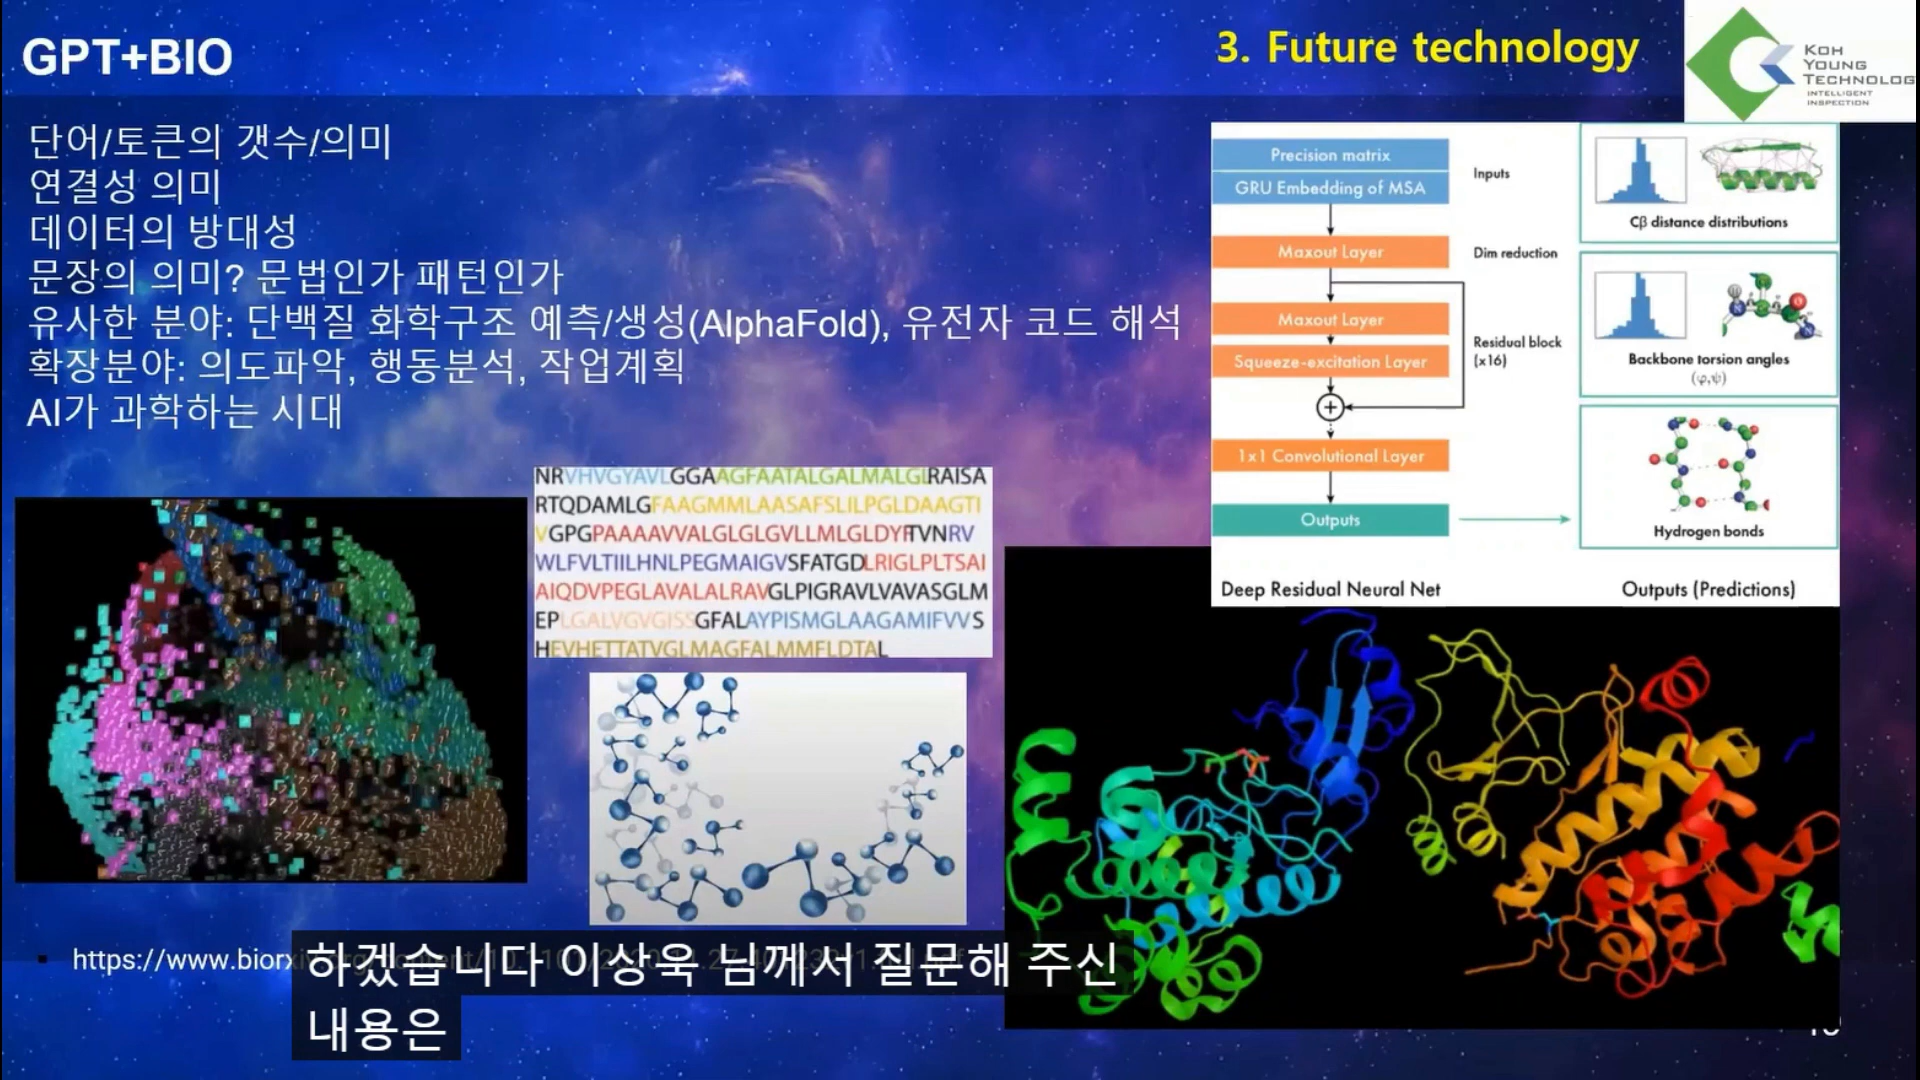 GPT+BIO
3. Future technology
KOH
YOUNG
TECHNOLOG
INTELLIGENT
INSPECTION
단어/토큰의 갯수/의미
연결성 의미
데이터의 방대성
문장의 의미? 문법인가 패턴인가
유사한 분야: 단백질 화학구조 예측/생성(AlphaFold), 유전자 코드 해석
확장분야: 의도파악, 행동분석, 작업계획
AI가 과학하는 시대
Precision matrix
GRU Embedding of MSA
Inputs
Maxout Layer
Dim reduction
Maxout Layer
Squeeze-excitation Layer
Residual block
(x16)
+
1x1 Convolutional Layer
Outputs
Deep Residual Neural Net
Cβ distance distributions
Backbone torsion angles
(φ,ψ)
Hydrogen bonds
Outputs (Predictions)
NRVHVGYAVLGGAAGFAATALGALMALGLRAISA
RTQDAMLGFAAGMMLAASAFSLILPGLDAAGTI
VGPGPAAAAVVALGLGLGVLLMLGLDYFTVNRV
WLFVLTIILHNLPEGMAIGVSFATGDLRIGLPLTSAI
AIQDVPEGLAVALALRAVGLPIGRAVLVAVASGLM
EPLGALVGVGISSGFALAYPISMGLAAGAMIFVVS
HEVHETTATVGLMAGFALMMFLDTAL
https://www.biorxiv.org
하겠습니다 이상욱 님께서 질문해 주신
내용은